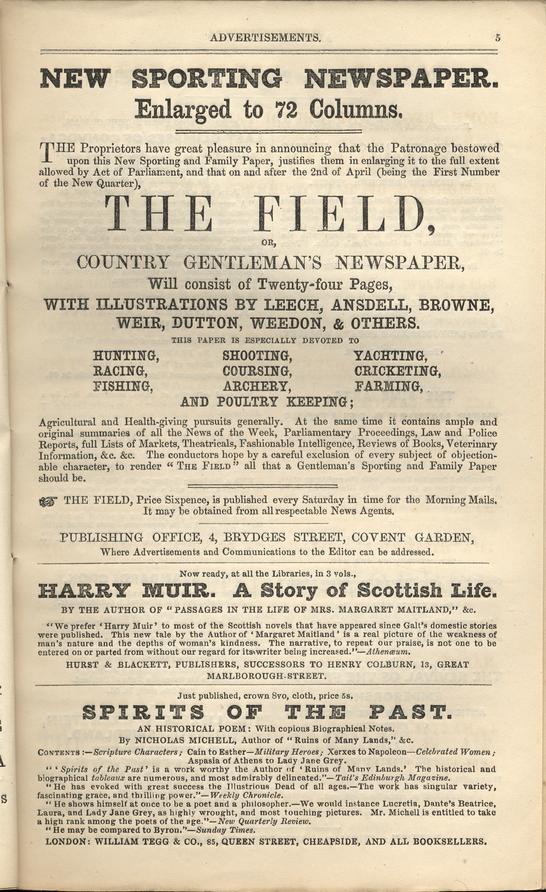 ADVERTISEMENTS. 5
NEW SPORTING NEWSPAPER.
Enlarged to 72 Columns.
THE Proprietors have great pleasure in announcing that the Patronage bestowed
upon this New Sporting and Family Paper, justifies them in enlarging it to the full extent
allowed by Act of Parliament, and that on and after the 2nd of April (being the First Number
of the New Quarter),
THE FIELD,
OR,
COUNTRY GENTLEMAN'S NEWSPAPER,
Will consist of Twenty-four Pages,
WITH ILLUSTRATIONS BY LEECH, ANSDELL, BROWNE,
WEIR, DUTTON, WEEDON, & OTHERS.
THIS PAPER IS ESPECIALLY DEVOTED TO
HUNTING, SHOOTING, YACHTING,
RACING, COURSING, CRICKETING,
FISHING, ARCHERY, FARMING,
AND POULTRY KEEPING;
Agricultural and Health-giving pursuits generally. At the same time it contains ample and
original summaries of all the News of the Week, Parliamentary Proceedings, Law and Police
Reports, full Lists of Markets, Theatricals, Fashionable Intelligence, Reviews of Books, Veterinary
Information, &c. &c. The conductors hope by a careful exclusion of every subject of objection-
able character, to render "THE FIELD" all that a Gentleman's Sporting and Family Paper
should be.
☞ THE FIELD, Price Sixpence, is published every Saturday in time for the Morning Mails.
It may be obtained from all respectable News Agents.
PUBLISHING OFFICE, 4, BRYDGES STREET, COVENT GARDEN,
Where Advertisements and Communications to the Editor can be addressed.
Now ready, at all the Libraries, in 3 vols.,
HARRY MUIR. A Story of Scottish Life.
BY THE AUTHOR OF "PASSAGES IN THE LIFE OF MRS. MARGARET MAITLAND," &c.
"We prefer 'Harry Muir' to most of the Scottish novels that have appeared since Galt's domestic stories
were published. This new tale by the Author of 'Margaret Maitland' is a real picture of the weakness of
man's nature and the depths of woman's kindness. The narrative, to repeat our praise, is not one to be
entered on or parted from without our regard for its writer being increased."—Athenæum.
HURST & BLACKETT, PUBLISHERS, SUCCESSORS TO HENRY COLBURN, 13, GREAT
MARLBOROUGH-STREET.
Just published, crown 8vo, cloth, price 5s.
SPIRITS OF THE PAST.
AN HISTORICAL POEM: With copious Biographical Notes.
By NICHOLAS MICHELL, Author of "Ruins of Many Lands," &c.
CONTENTS:—Scripture Characters; Cain to Esther—Military Heroes; Xerxes to Napoleon—Celebrated Women;
Aspasia of Athens to Lady Jane Grey.
"'Spirits of the Past' is a work worthy the Author of 'Ruins of Many Lands.' The historical and
biographical tableaux are numerous, and most admirably delineated."—Tait's Edinburgh Magazine.
"He has evoked with great success the Illustrious Dead of all ages.—The work has singular variety,
fascinating grace, and thrilling power."—Weekly Chronicle.
"He shows himself at once to be a poet and a philosopher.—We would instance Lucretia, Dante's Beatrice,
Laura, and Lady Jane Grey, as highly wrought, and most touching pictures. Mr. Michell is entitled to take
a high rank among the poets of the age."—New Quarterly Review.
"He may be compared to Byron."—Sunday Times.
LONDON: WILLIAM TEGG & CO., 85, QUEEN STREET, CHEAPSIDE, AND ALL BOOKSELLERS.